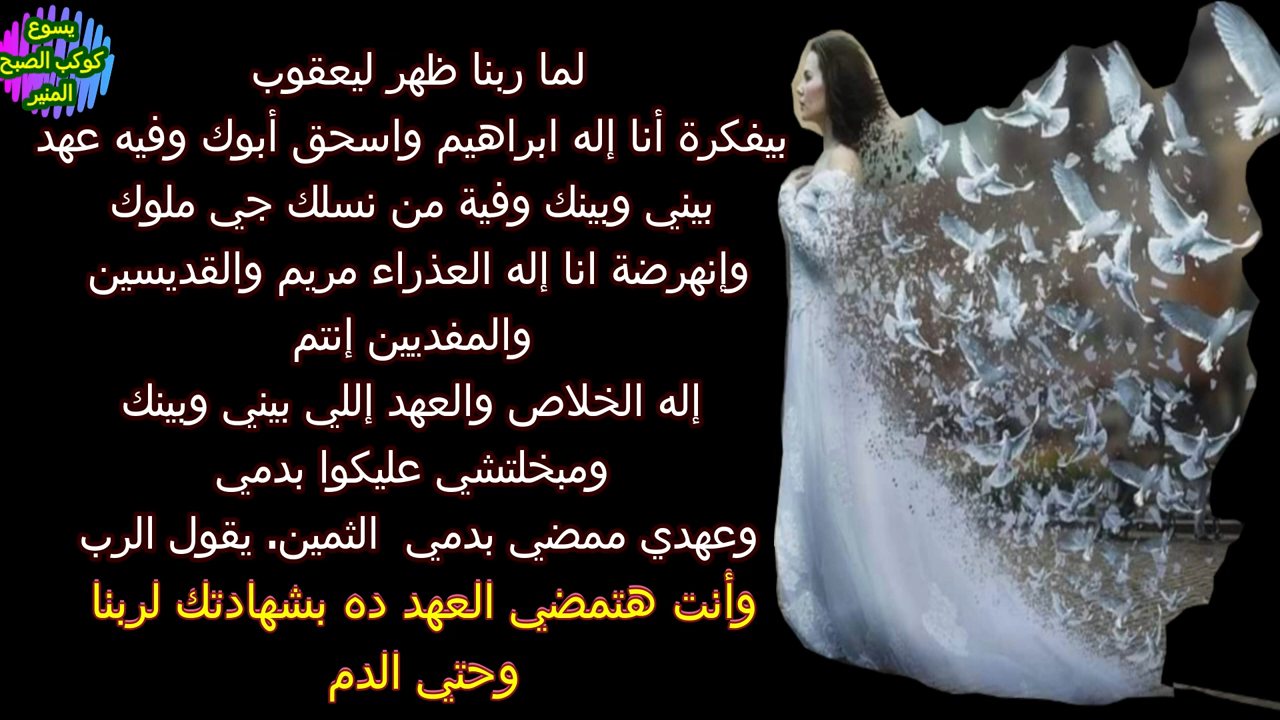 يسوع
كوكب الصبح
المنير
لما ربنا ظهر ليعقوب
بيفكرة أنا إله ابراهيم واسحق أبوك وفيه عهد
بيني وبينك وفية من نسلك جي ملوك
وإنهرضة انا إله العذراء مريم والقديسين
والمفديين إنتم
إله الخلاص والعهد إللي بيني وبينك
ومبخلتشي عليكوا بدمي
وعهدي ممضي بدمي الثمين. يقول الرب
وأنت هتمضي العهد ده بشهادتك لربنا
وحتي الدم